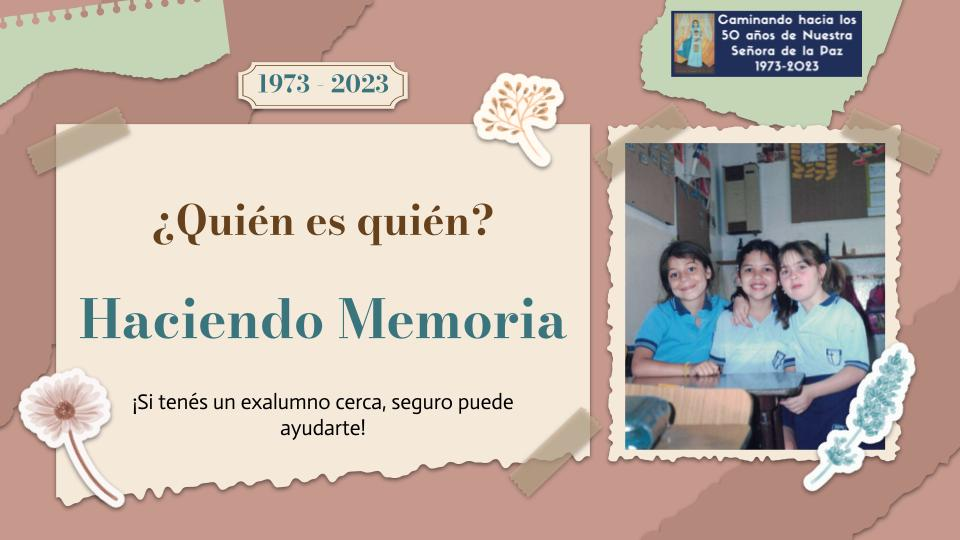 Caminando hacia los
50 años de Nuestra
Señora de la Paz
1973-2023
1973 - 2023
¿Quién es quién?
Haciendo Memoria
¡Si tenés un exalumno cerca, seguro puede
ayudarte!